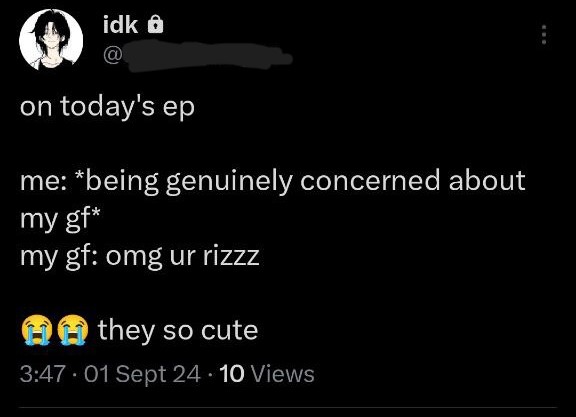 idk 🔒
@
on today's ep
me: *being genuinely concerned about
my gf*
my gf: omg ur rizzz
😭😭 they so cute
3:47 · 01 Sept 24 · 10 Views